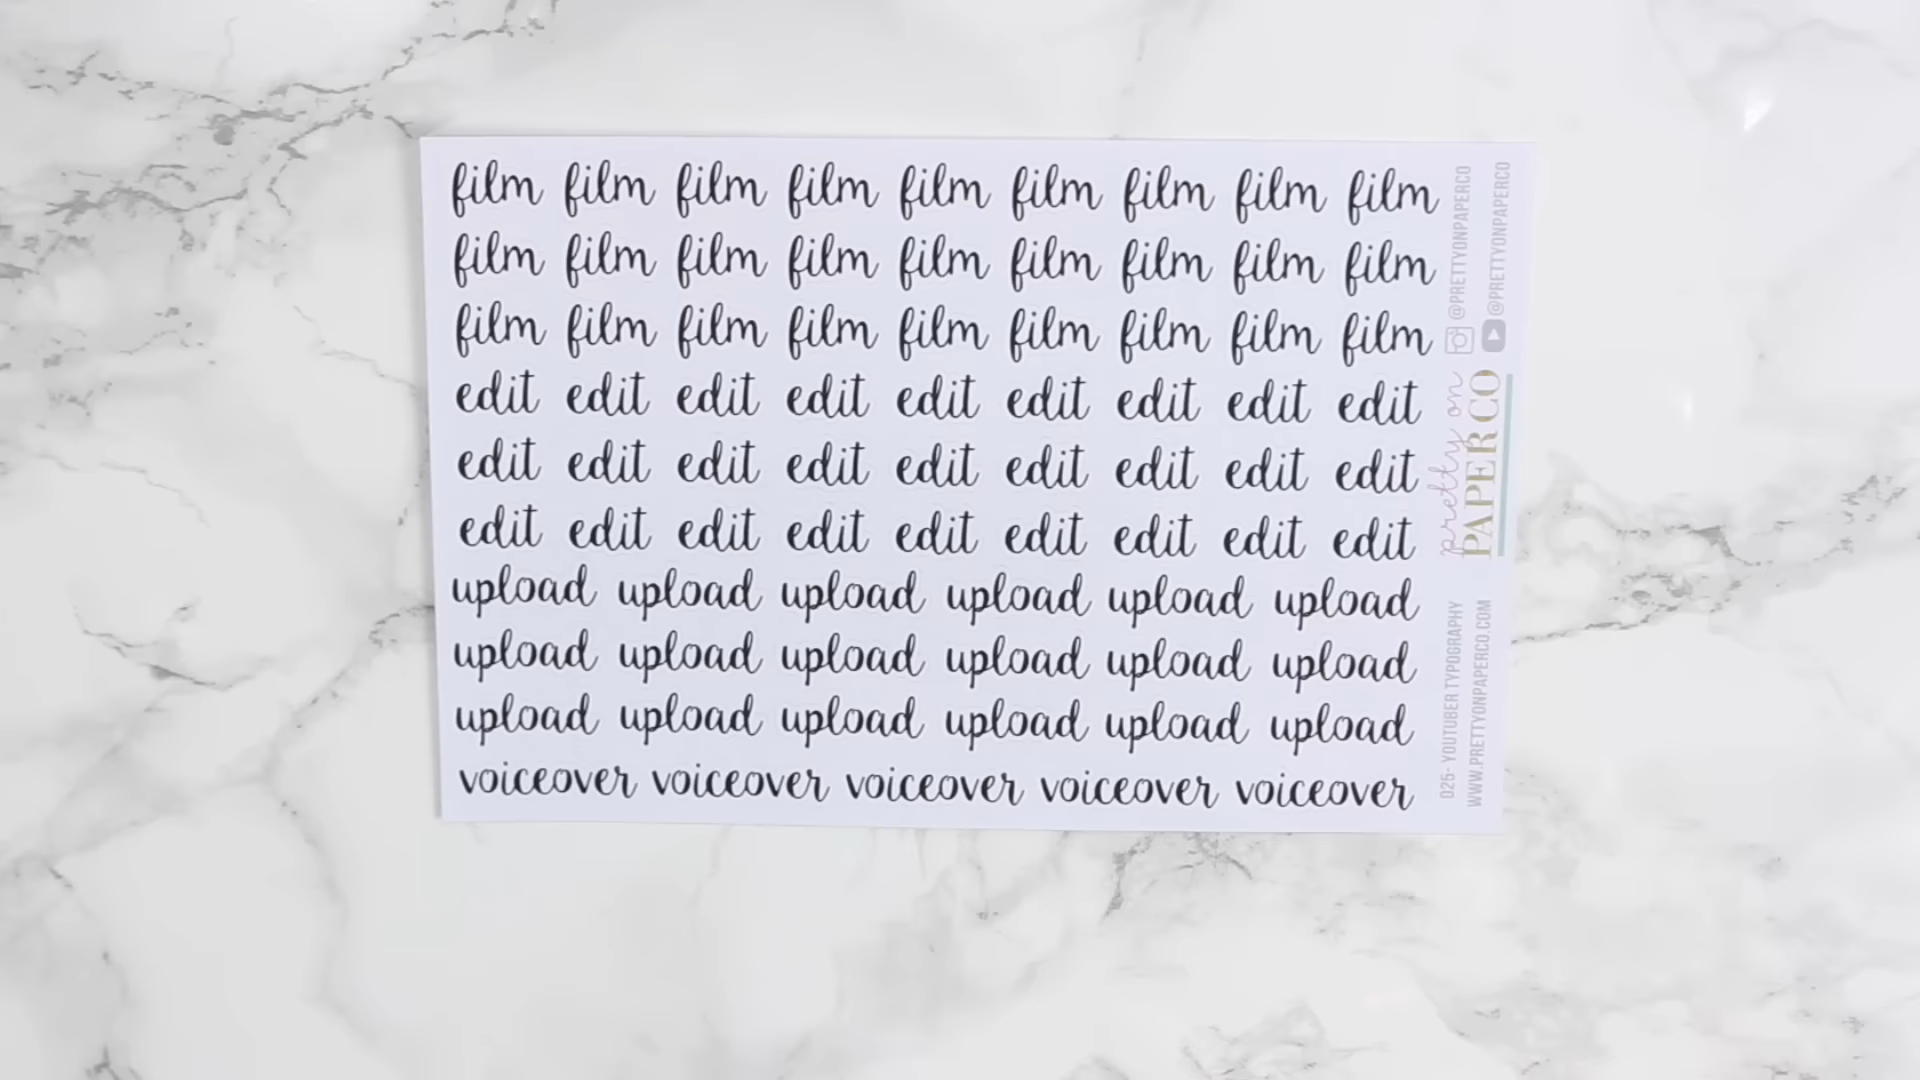 film film film film film film film film film
film film film film film film film film film
film film film film film film film film film
edit edit edit edit edit edit edit edit edit
edit edit edit edit edit edit edit edit edit
edit edit edit edit edit edit edit edit edit
upload upload upload upload upload upload
upload upload upload upload upload upload
upload upload upload upload upload upload
voiceover voiceover voiceover voiceover voiceover
@PRETTYONPAPERCO
@PRETTYONPAPERCO
pretty on
PAPER CO
025- YOUTUBER TYPOGRAPHY
WWW.PRETTYONPAPERCO.COM